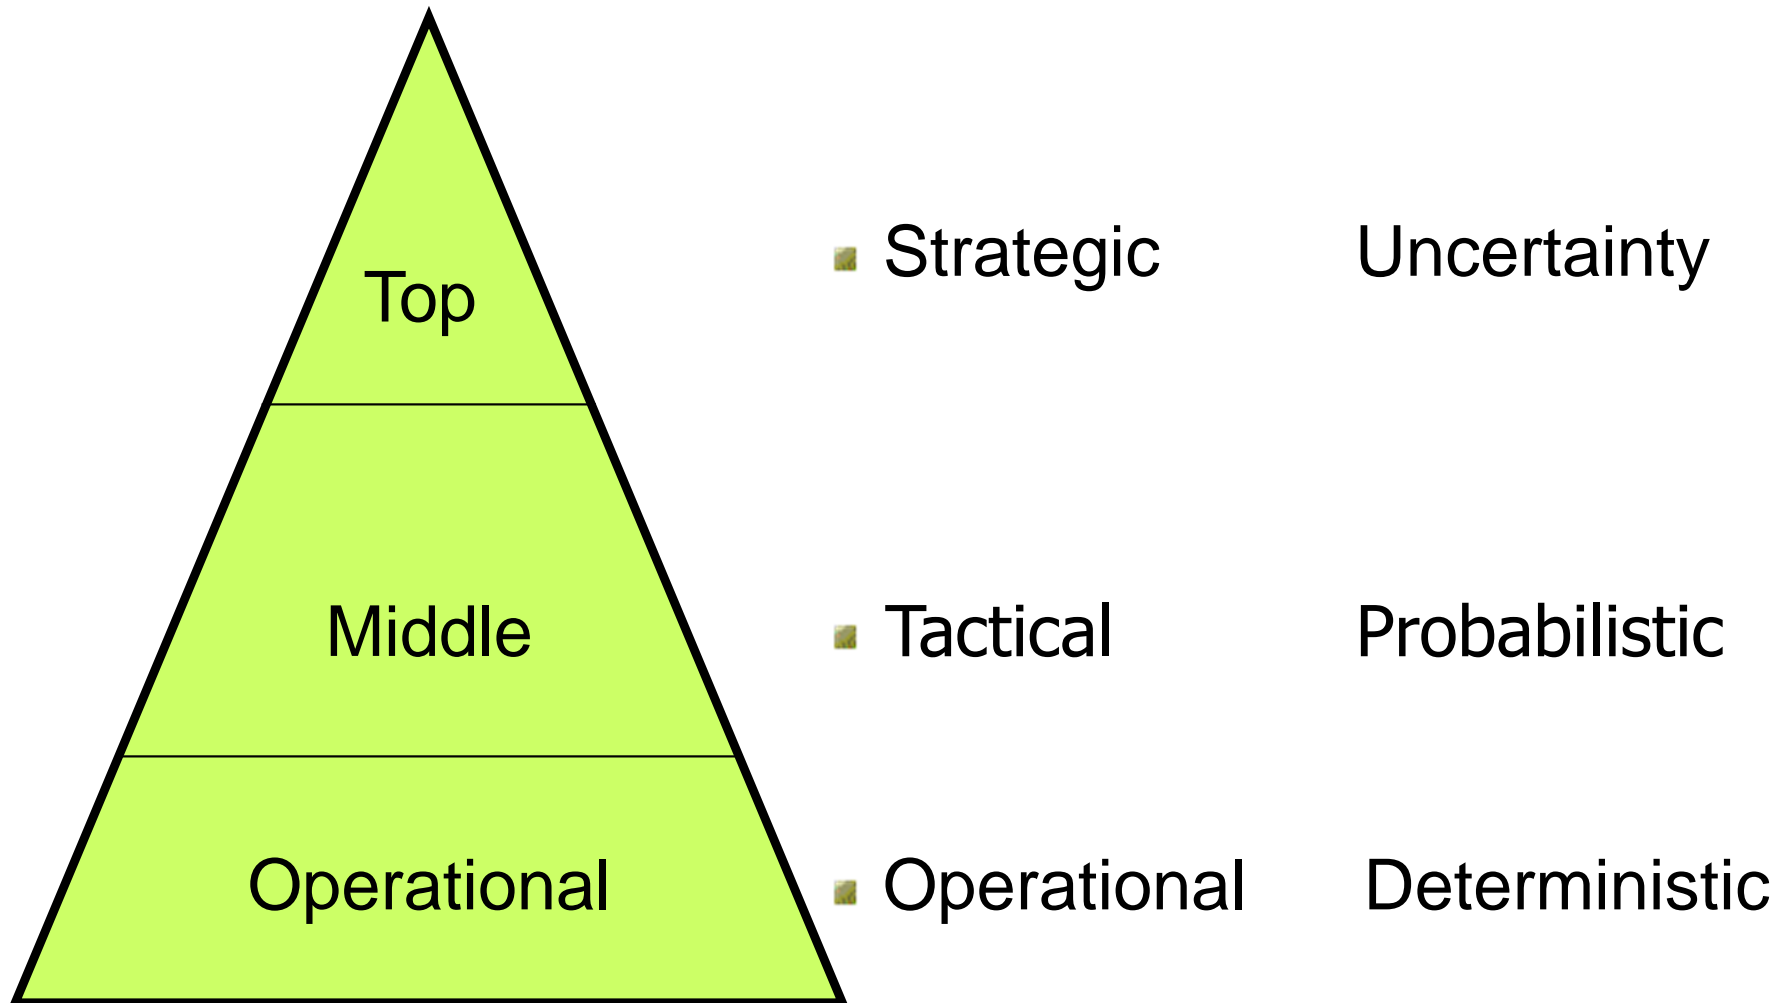 Strategic Uncertainty
Top
Middle
Tactical Probabilistic
Operational
Operational Deterministic